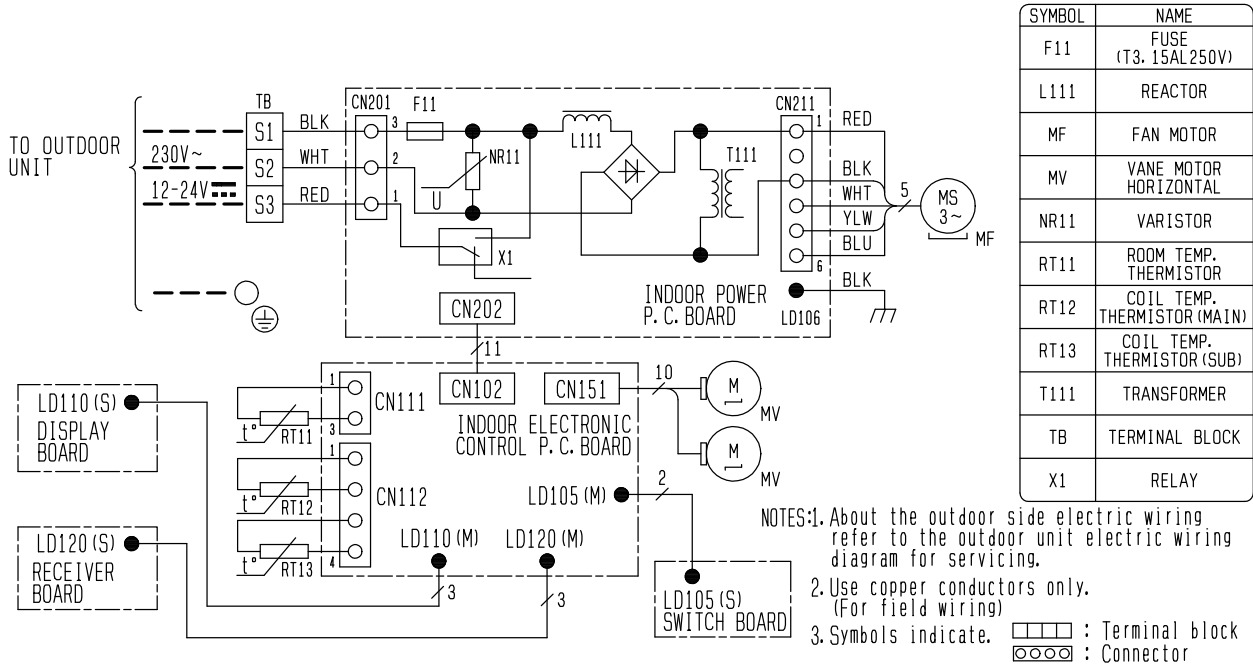 SYMBOL NAME
F11 FUSE
(T3.15AL250V)
L111 REACTOR
MF FAN MOTOR
MV VANE MOTOR
HORIZONTAL
NR11 VARISTOR
RT11 ROOM TEMP.
THERMISTOR
RT12 COIL TEMP.
THERMISTOR(MAIN)
RT13 COIL TEMP.
THERMISTOR(SUB)
T111 TRANSFORMER
TB TERMINAL BLOCK
X1 RELAY
TO OUTDOOR
UNIT
230V~
12-24V
TB
S1
S2
S3
BLK
WHT
RED
CN201
3
2
1
F11
NR11
U
X1
L111
T111
CN211
1
6
RED
BLK
WHT
YLW
BLU
BLK
5
MS
3~
MF
INDOOR POWER
P.C.BOARD
LD106
CN202
11
CN102
CN151
10
M
MV
M
MV
INDOOR ELECTRONIC
CONTROL P.C.BOARD
LD110(S)
DISPLAY
BOARD
1
3
CN111
t°
RT11
1
4
CN112
t°
RT12
t°
RT13
LD105(M)
2
LD110(M)
LD120(M)
3
3
LD120(S)
RECEIVER
BOARD
LD105(S)
SWITCH BOARD
NOTES:1.About the outdoor side electric wiring
refer to the outdoor unit electric wiring
diagram for servicing.
2.Use copper conductors only.
(For field wiring)
3.Symbols indicate.
: Terminal block
: Connector